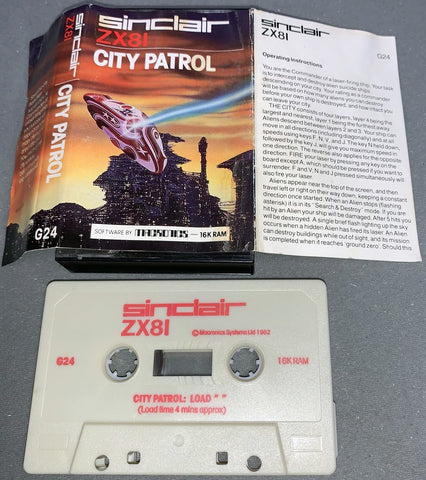 sinclair
ZX81
CITY PATROL
G24
sinclair
ZX81
CITY PATROL
SOFTWARE BY MACRONICS — 16K RAM
sinclair
ZX81
G24
Operating Instructions
You are the Commander of a laser-firing ship. Your task
is to intercept and destroy alien suicide ships.
Your rating as a commander
will be based on how many aliens you can destroy
before your own ship is destroyed, and how intact you
can leave your city.
THE CITY consists of four layers, layer 4 being the
largest and nearest, layer 1 being the furthest away.
Aliens descend between layers 2 and 3. Your ship can
move in all directions (including diagonally) and at all
speeds using keys F, N, V, and J. The key N held down,
followed by the key J, will give you maximum speed in
one direction. The reverse also applies for the opposite
direction. FIRE your laser by pressing any key on the
board except A, which should be pressed if you want to
surrender. F and V, N and J pressed simultaneously will
also fire your laser.
Aliens appear near the top of the screen, and then
travel left or right on their way down, keeping a constant
direction once having started. When an alien stops (flashing
asterisk) it is in its "Search & Destroy" mode. If you are
hit by an Alien your ship will be damaged. After 5 hits you
will be destroyed. A single brief flash lighting up the sky
occurs when a hidden Alien has fired its laser. An Alien
can destroy buildings while out of sight, and its mission
is completed when it reaches 'ground zero'. Should this
sinclair
ZX81
© Macronics Systems Ltd 1982
G24
16K RAM
CITY PATROL: LOAD " "
(Load time 4 mins approx)